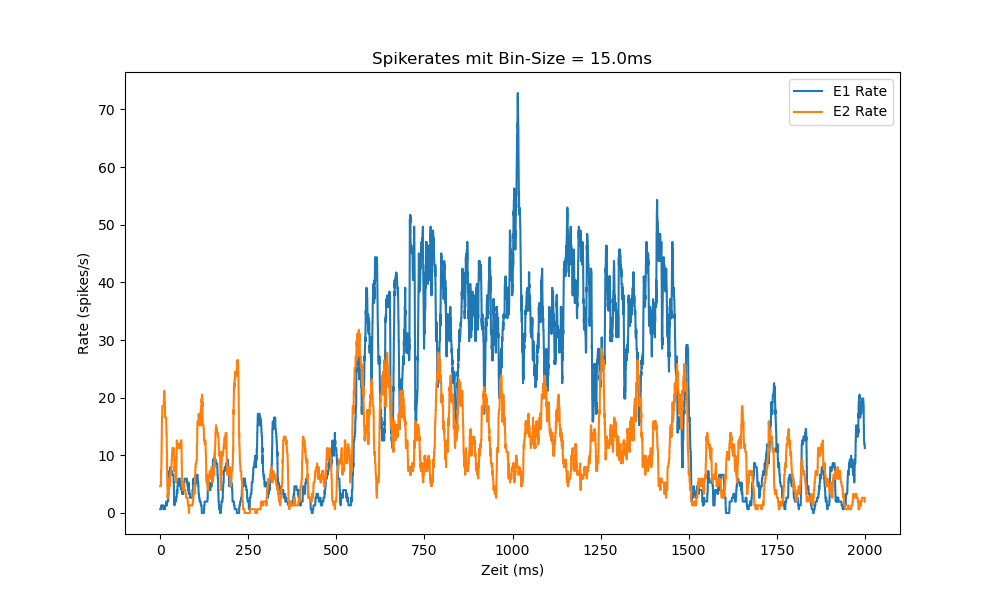 Spikerates mit Bin-Size = 15.0ms
E1 Rate
E2 Rate
Rate (spikes/s)
70
60
50
40
30
20
10
0
0 250 500 750 1000 1250 1500 1750 2000
Zeit (ms)